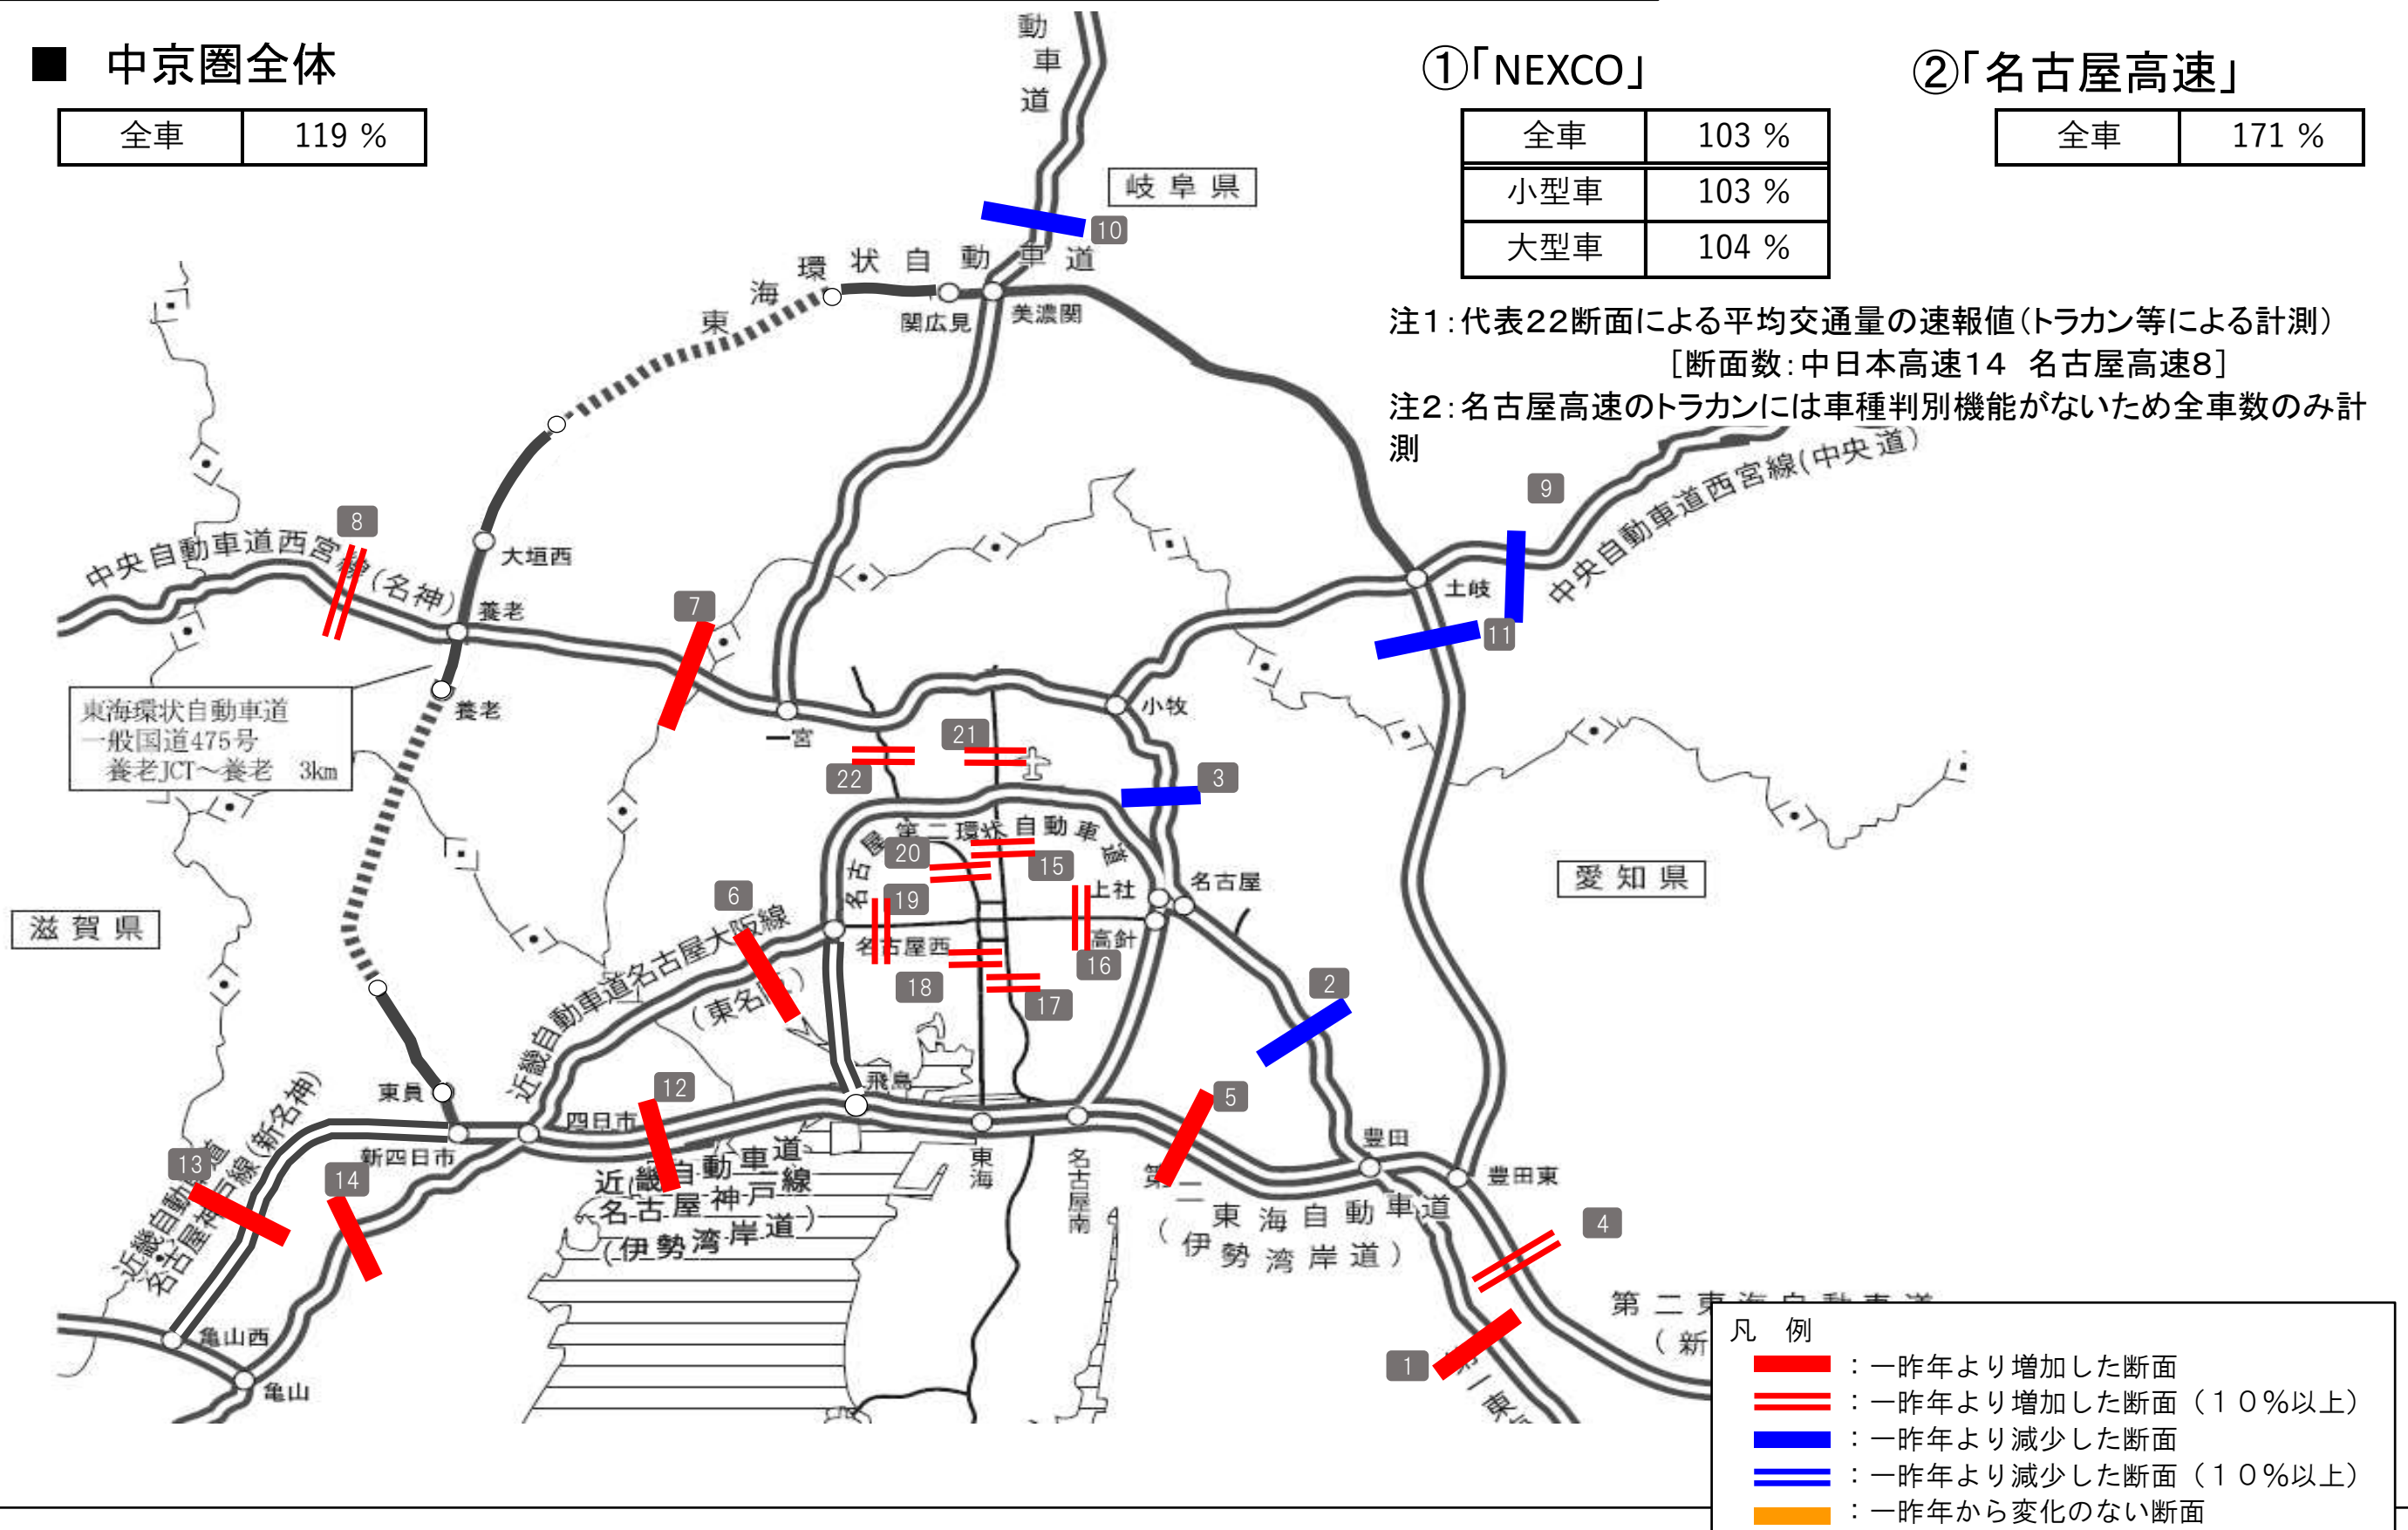 ■ 中京圏全体
全車 119 %
①「NEXCO」
全車 103 %
小型車 103 %
大型車 104 %
②「名古屋高速」
全車 171 %
注1：代表22断面による平均交通量の速報値（トラカン等による計測）
[断面数：中日本高速14 名古屋高速8]
注2：名古屋高速のトラカンには車種判別機能がないため全車数のみ計
測
動車道
岐阜県
10
東海環状自動車道
関広見
美濃関
中央自動車道西宮線(中央道)
9
8
中央自動車道西宮線(名神)
大垣西
養老
7
土岐
11
東海環状自動車道
一般国道475号
養老JCT～養老 3km
養老
一宮
小牧
21
22
3
名古屋第二環状自動車道
20
15
19
上社
名古屋
愛知県
6
滋賀県
近畿自動車道名古屋大阪線
(東名阪)
名古屋西
高針
16
18
17
2
東員
12
飛島
5
四日市
新四日市
近畿自動車道
名古屋神戸線(新名神)
13
14
近畿自動車道
名古屋神戸線
(伊勢湾岸道)
東海
名古屋南
豊田
豊田東
第二東海自動車道
(伊勢湾岸道)
4
亀山西
亀山
1
第一東
第二東海自動車道
(新
凡 例
：一昨年より増加した断面
：一昨年より増加した断面（１０％以上）
：一昨年より減少した断面
：一昨年より減少した断面（１０％以上）
：一昨年から変化のない断面